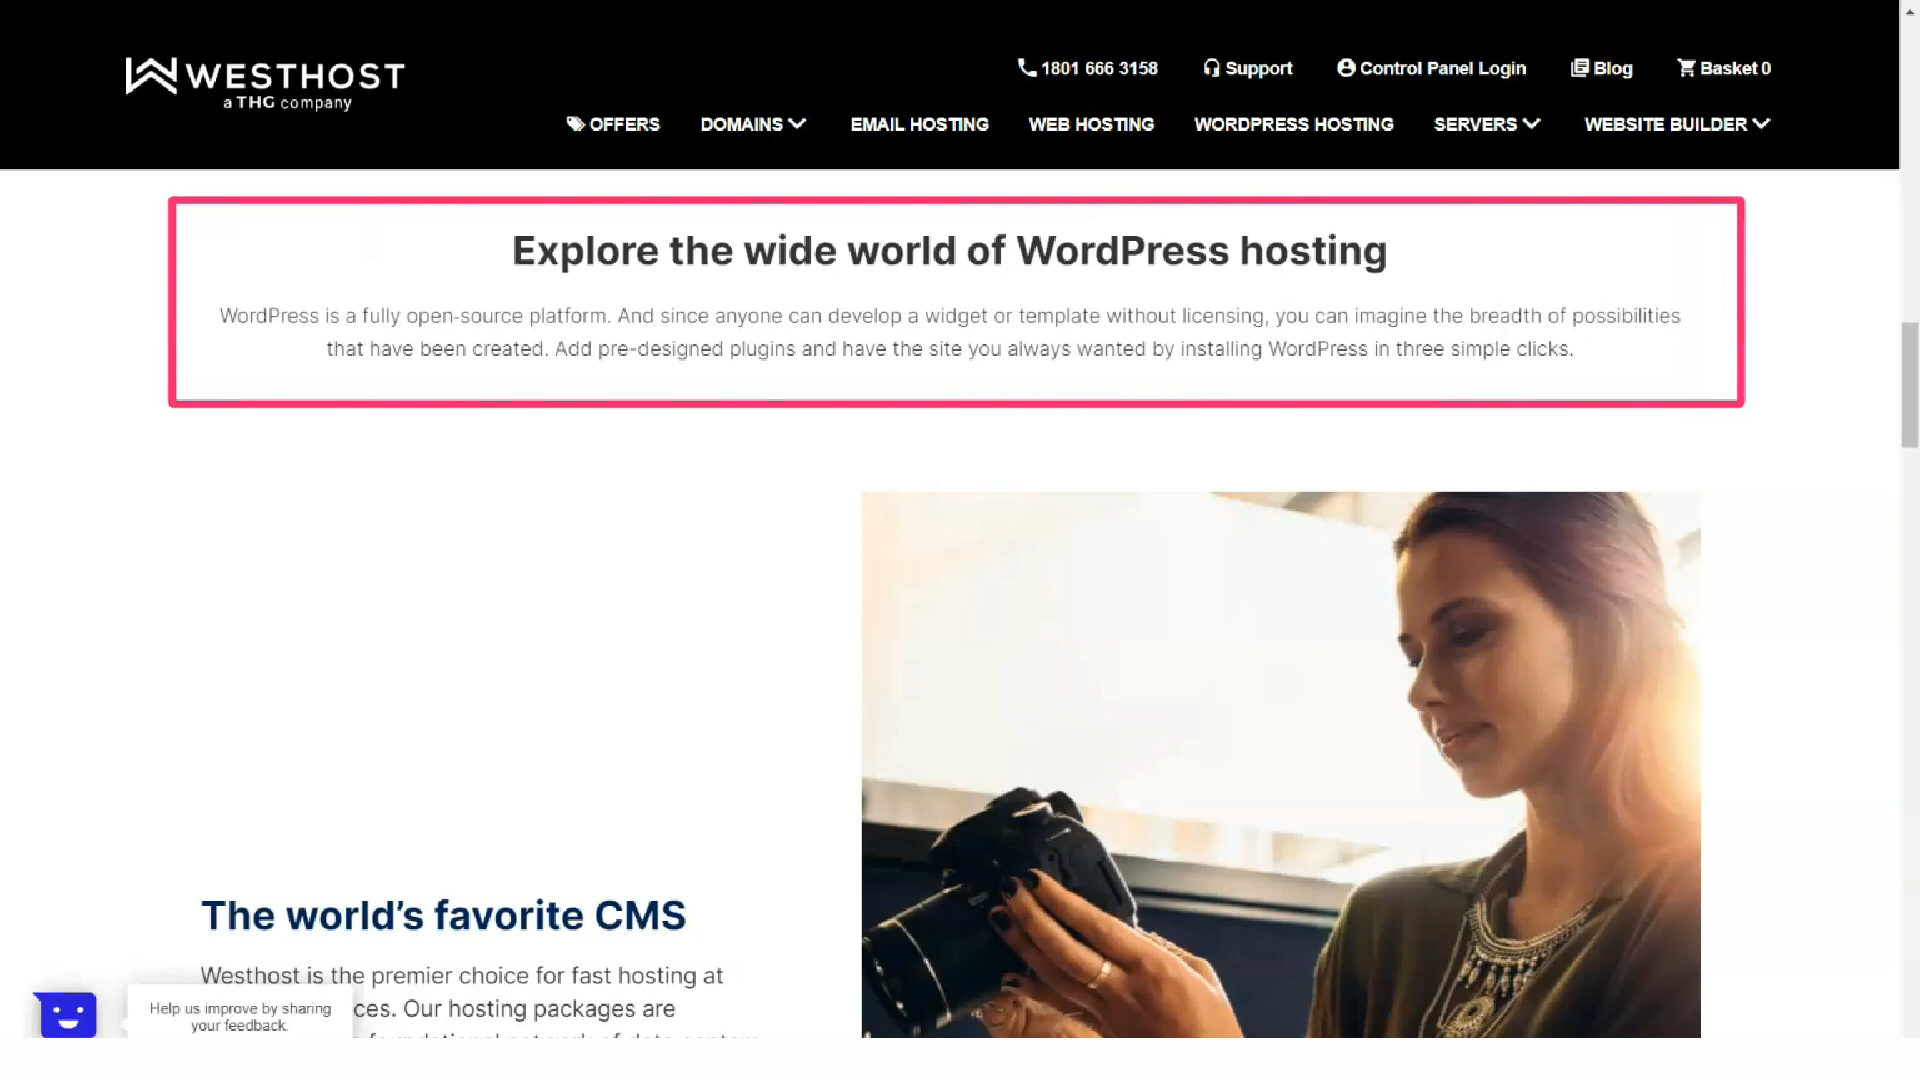 WESTHOST
a THG company
1801 666 3158
Support
Control Panel Login
Blog
Basket 0
OFFERS
DOMAINS
EMAIL HOSTING
WEB HOSTING
WORDPRESS HOSTING
SERVERS
WEBSITE BUILDER
Explore the wide world of WordPress hosting
WordPress is a fully open-source platform. And since anyone can develop a widget or template without licensing, you can imagine the breadth of possibilities
that have been created. Add pre-designed plugins and have the site you always wanted by installing WordPress in three simple clicks.
The world's favorite CMS
Westhost is the premier choice for fast hosting at
ces. Our hosting packages are
Help us improve by sharing
your feedback.